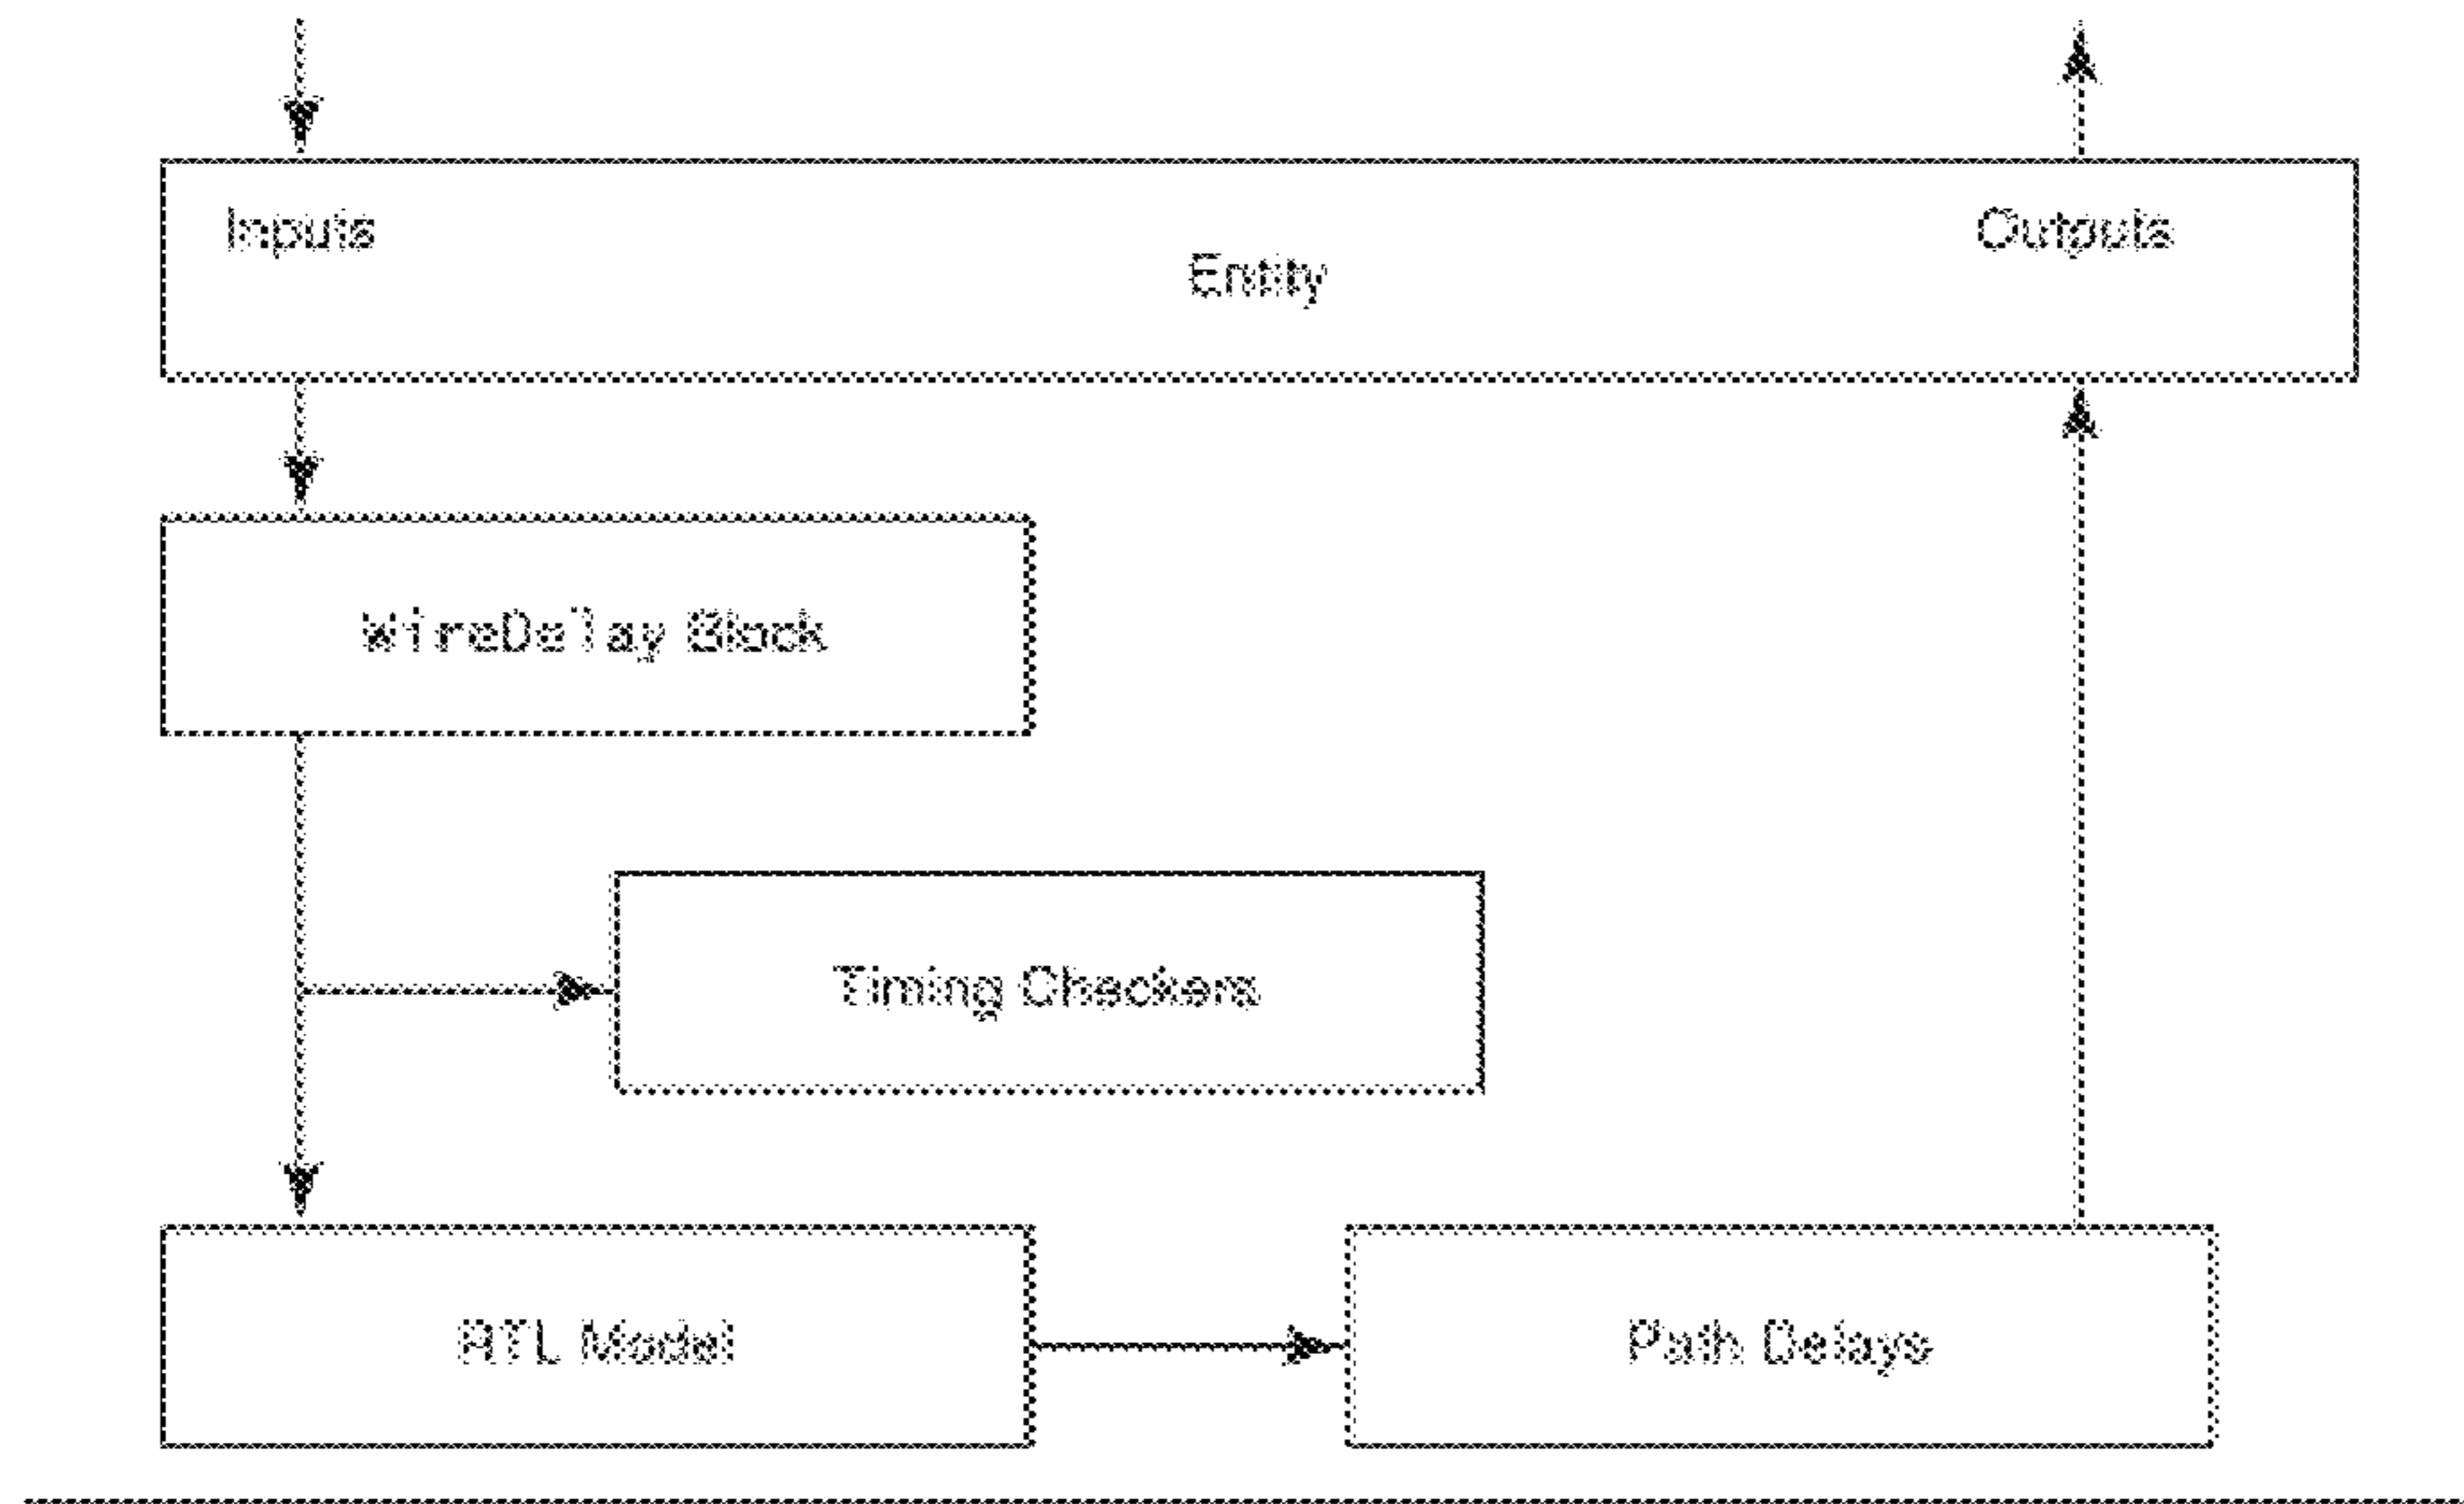 Inputs
Outputs
Entity
WireDelay Block
Timing Checkers
RTL Model
Path Delays